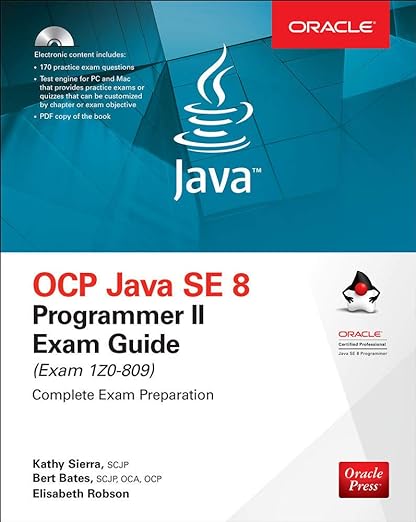 ORACLE
Electronic content includes:
• 170 practice exam questions
• Test engine for PC and Mac
that provides practice exams or
quizzes that can be customized
by chapter or exam objective
• PDF copy of the book
Java™
OCP Java SE 8
Programmer II
Exam Guide
(Exam 1Z0-809)
Complete Exam Preparation
ORACLE
Certified Professional
Java SE 8 Programmer
Kathy Sierra, SCJP
Bert Bates, SCJP, OCA, OCP
Elisabeth Robson
Oracle
Press™